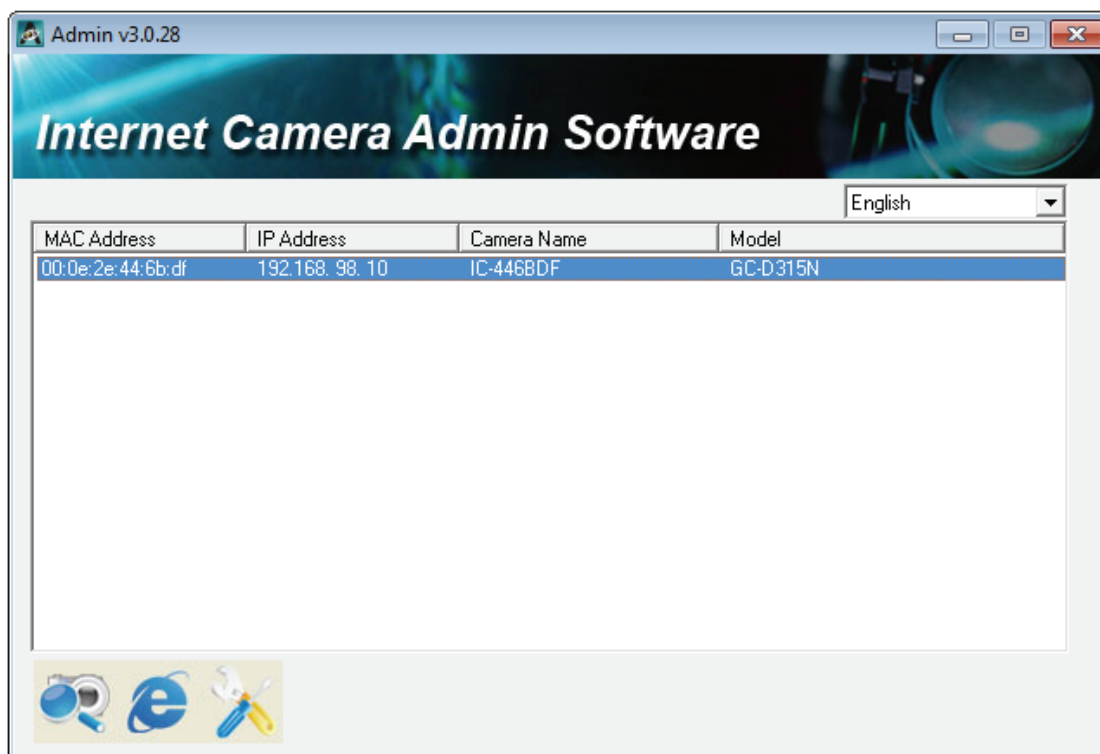 Admin v3.0.28
Internet Camera Admin Software
English
MAC Address IP Address Camera Name Model
00:0e:2e:44:6b:df 192.168. 98. 10 IC-446BDF GC-D315N